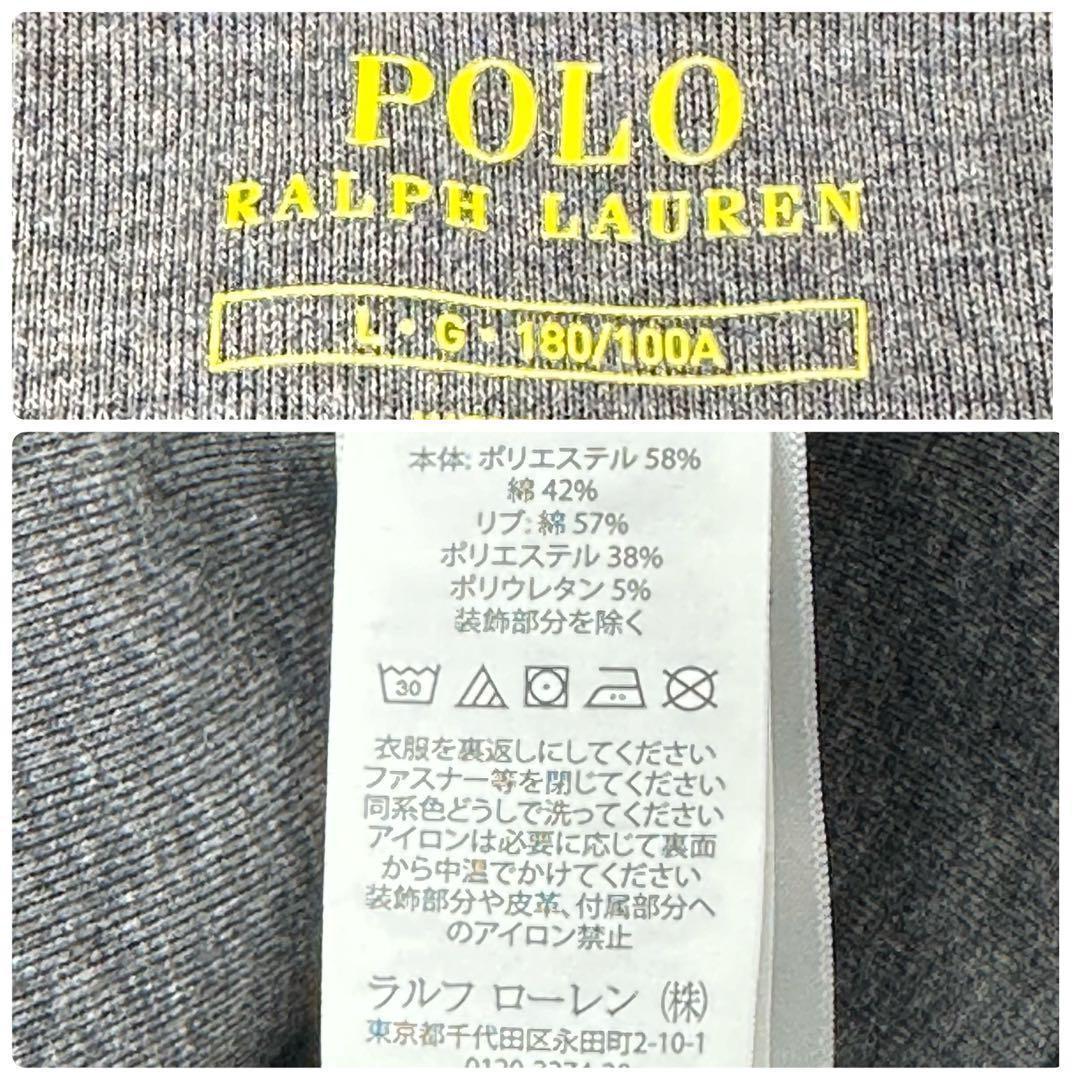 POLO
RALPH LAUREN
L・G・180/100A
本体: ポリエステル 58%
綿 42%
リブ: 綿 57%
ポリエステル 38%
ポリウレタン 5%
装飾部分を除く
30
衣服を裏返しにしてください
ファスナー等を閉じてください
同系色どうしで洗ってください
アイロンは必要に応じて裏面
から中温でかけてください
装飾部分や皮革、付属部分へ
のアイロン禁止
ラルフ ローレン (株)
東京都千代田区永田町2-10-1